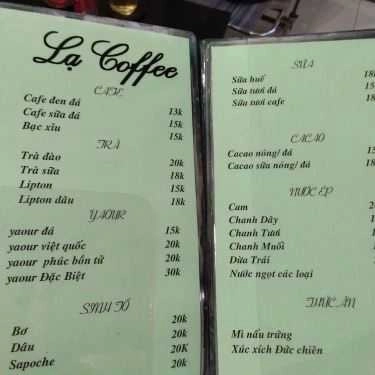 Lạ Coffee
CAFE
Cafe đen đá 13k
Cafe sữa đá 15k
Bạc xỉu 15k
TRÀ
Trà đào 20k
Trà sữa 18k
Lipton 15k
Lipton dâu 18k
YAOUR
yaour đá 15k
yaour việt quốc 20k
yaour phúc bồn tử 20k
yaour Đặc Biệt 30k
SINH TỐ
Bơ 20k
Dâu 20K
Sapoche 20k
SỮA
Sữa huế 18k
Sữa tươi đá
Sữa tươi cafe
CACAO
Cacao nóng/ đá
Cacao sữa nóng/ đá
NƯỚC ÉP
Cam
Chanh Dây
Chanh Tươi
Chanh Muối
Dừa Trái
Nước ngọt các loại
THỨC ĂN
Mì nấu trứng
Xúc xích Đức chiên